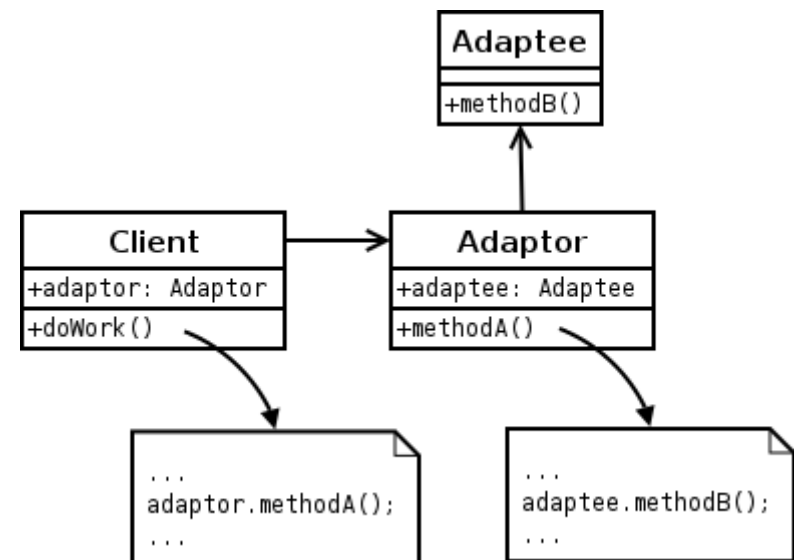 Adaptee
+methodB()
Client
+adaptor: Adaptor
+doWork()
Adaptor
+adaptee: Adaptee
+methodA()
...
adaptor.methodA();
...
...
adaptee.methodB();
...